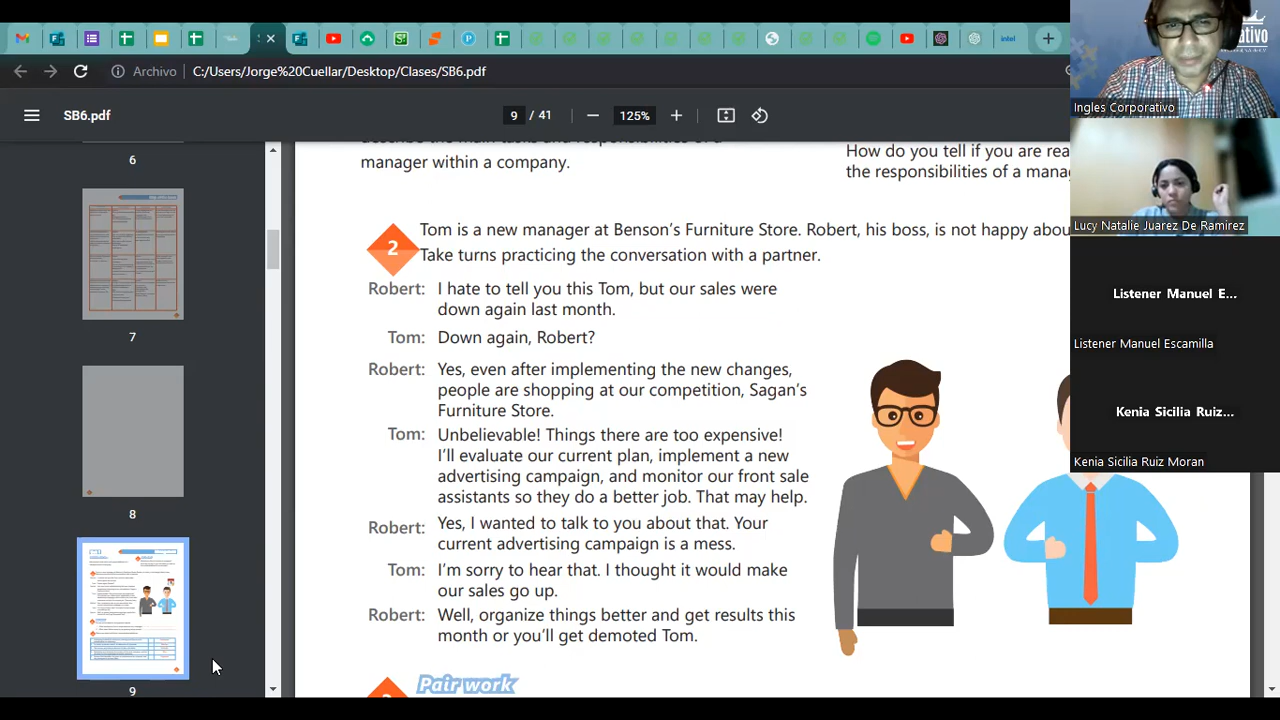 Archivo
C:/Users/Jorge%20Cuellar/Desktop/Clases/SB6.pdf
SB6.pdf
9 / 41
125%
6
7
8
9
manager within a company.
How do you tell if you are rea
the responsibilities of a mana
2
Tom is a new manager at Benson's Furniture Store. Robert, his boss, is not happy abou
Take turns practicing the conversation with a partner.
Robert: I hate to tell you this Tom, but our sales were
down again last month.
Tom: Down again, Robert?
Robert: Yes, even after implementing the new changes,
people are shopping at our competition, Sagan's
Furniture Store.
Tom: Unbelievable! Things there are too expensive!
I'll evaluate our current plan, implement a new
advertising campaign, and monitor our front sale
assistants so they do a better job. That may help.
Robert: Yes, I wanted to talk to you about that. Your
current advertising campaign is a mess.
Tom: I'm sorry to hear that. I thought it would make
our sales go up.
Robert: Well, organize things better and get results this
month or you'll get demoted Tom.
Pair work
Ingles Corporativo
Lucy Natalie Juarez De Ramirez
Listener Manuel E...
Listener Manuel Escamilla
Kenia Sicilia Ruiz...
Kenia Sicilia Ruiz Moran
intel